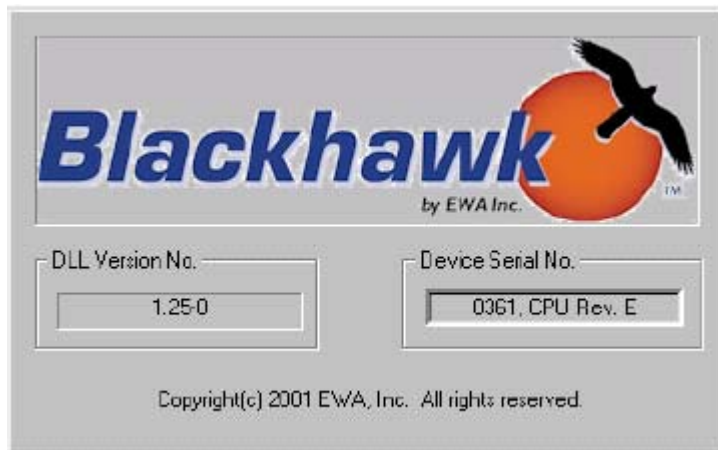 Blackhawk
by EWA Inc.
TM
DLL Version No.
1.25-0
Device Serial No.
0361, CPU Rev. E
Copyright(c) 2001 EWA, Inc. All rights reserved.